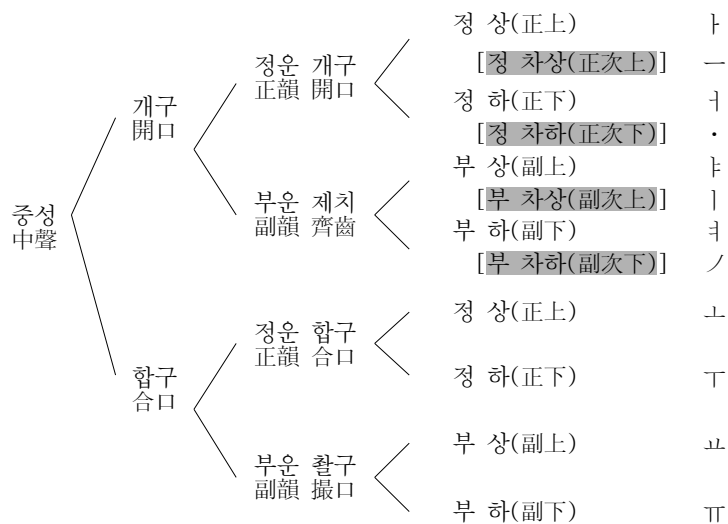 정 상(正上) ㅏ
[정 차상(正次上)] ㅡ
정운 개구
正韻 開口
정 하(正下) ㅓ
개구
開口
[정 차하(正次下)] ・
부 상(副上) ㅑ
[부 차상(副次上)] ㅣ
부운 제치
副韻 齊齒
부 하(副下) ㅕ
중성
中聲
[부 차하(副次下)] ノ
정 상(正上) ㅗ
정운 합구
正韻 合口
정 하(正下) ㅜ
합구
合口
부 상(副上) ㅛ
부운 촬구
副韻 撮口
부 하(副下) ㅠ